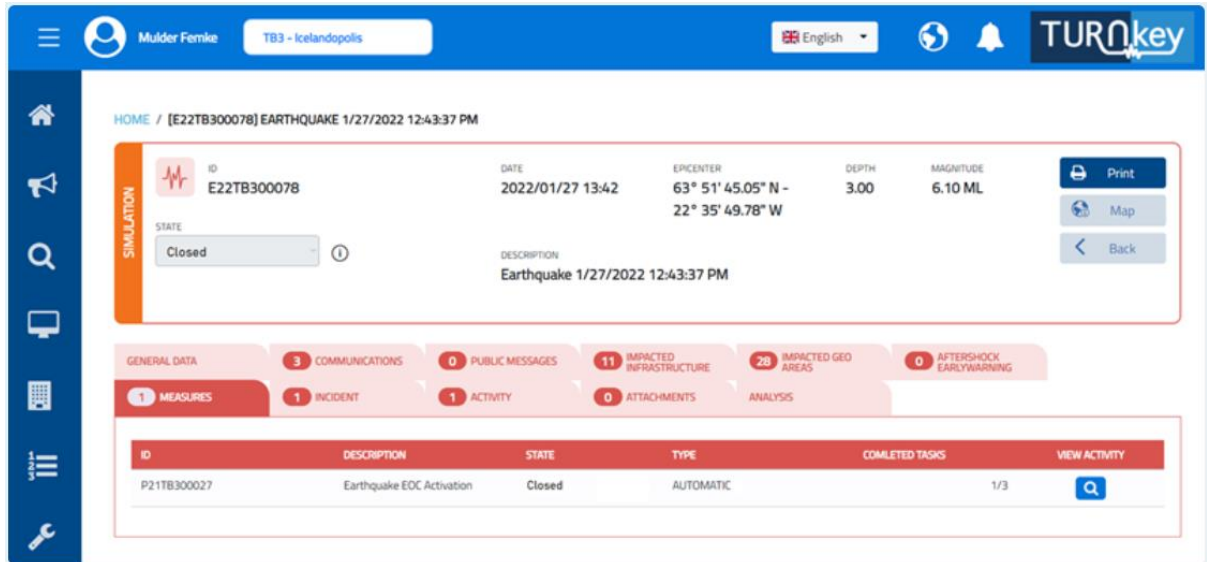 Mulder Femke
TB3 - Icelandopolis
English
TURNkey
HOME / [E22TB300078] EARTHQUAKE 1/27/2022 12:43:37 PM
SIMULATION
ID
E22TB300078
DATE
2022/01/27 13:42
EPICENTER
63° 51' 45.05" N -
22° 35' 49.78" W
DEPTH
3.00
MAGNITUDE
6.10 ML
Print
Map
Back
STATE
Closed
DESCRIPTION
Earthquake 1/27/2022 12:43:37 PM
GENERAL DATA
3 COMMUNICATIONS
0 PUBLIC MESSAGES
11 IMPACTED
INFRASTRUCTURE
28 IMPACTED GEO
AREAS
0 AFTERSHOCK
EARLYWARNING
1 MEASURES
1 INCIDENT
1 ACTIVITY
0 ATTACHMENTS
ANALYSIS
ID DESCRIPTION STATE TYPE COMLETED TASKS VIEW ACTIVITY
P21TB300027 Earthquake EOC Activation Closed AUTOMATIC 1/3